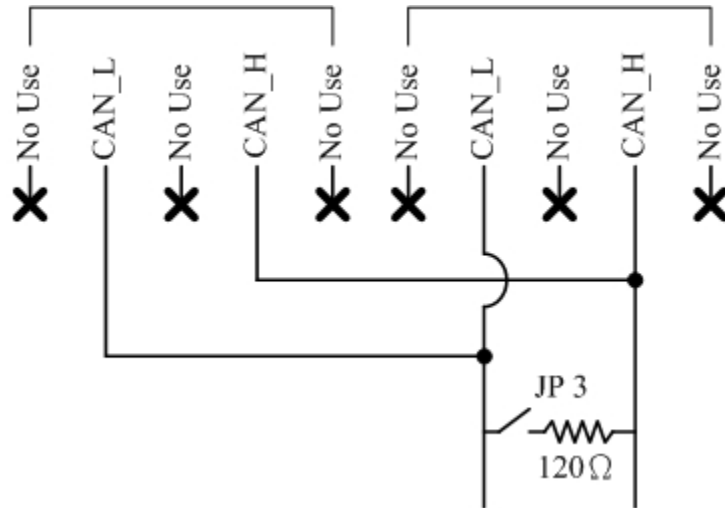 No Use
CAN_L
No Use
CAN_H
No Use
No Use
CAN_L
No Use
CAN_H
No Use
JP 3
120Ω